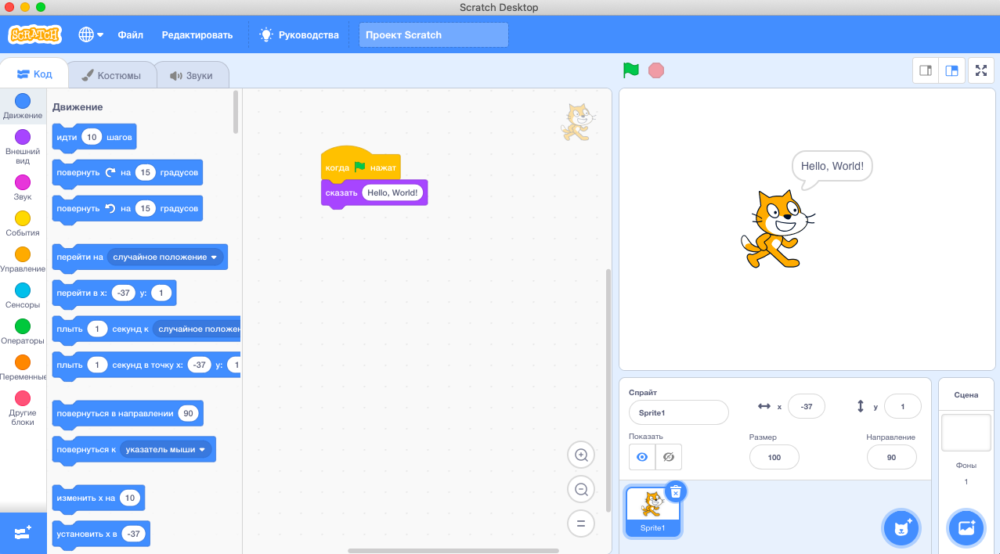 Scratch Desktop
SCRATCH
Файл
Редактировать
Руководства
Проект Scratch
Код
Костюмы
Звуки
Движение
Внешний
вид
Звук
События
Управление
Сенсоры
Операторы
Переменные
Другие
блоки
Движение
идти 10 шагов
повернуть на 15 градусов
повернуть на 15 градусов
перейти на случайное положение
перейти в x: -37 y: 1
плыть 1 секунд к случайное положен
плыть 1 секунд в точку x: -37 y: 1
повернуться в направлении 90
повернуться к указатель мыши
изменить x на 10
установить x в -37
когда нажат
сказать Hello, World!
Hello, World!
Спрайт
Sprite1
x -37
y 1
Показать
Размер
100
Направление
90
Sprite1
Сцена
Фоны
1